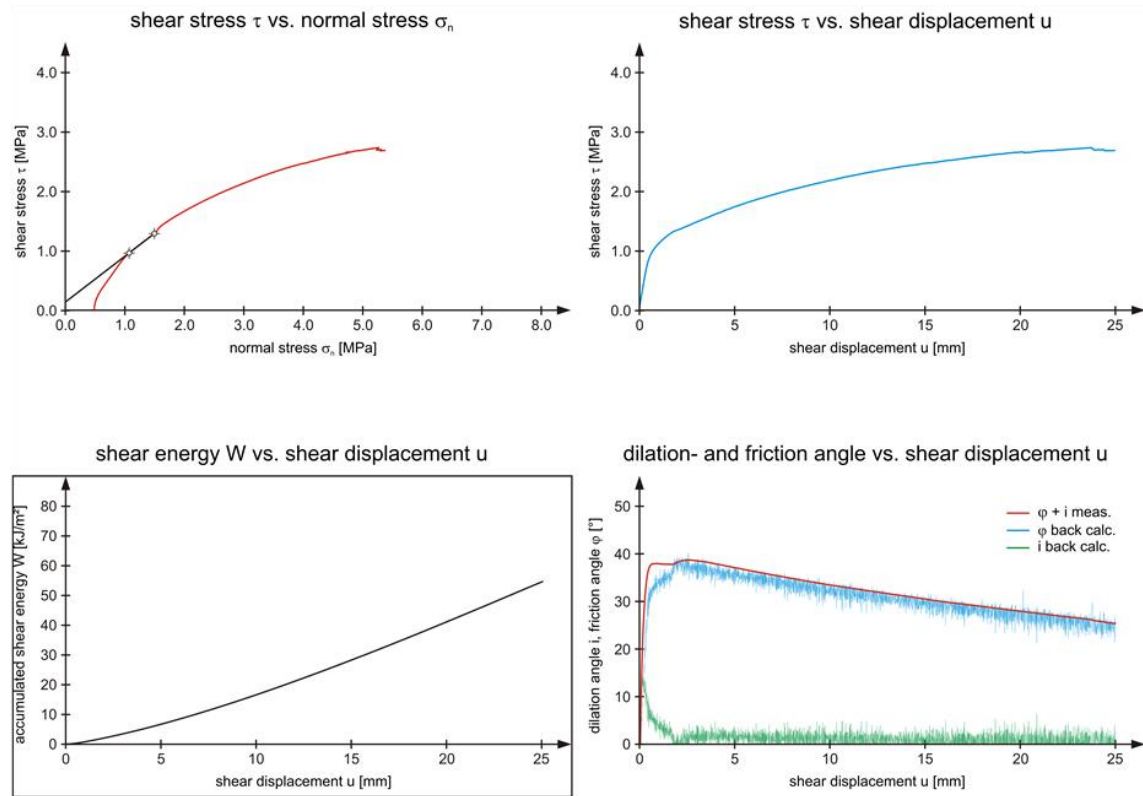 shear stress τ vs. normal stress σₙ
shear stress τ [MPa]
4.0
3.0
2.0
1.0
0.0
0.0 1.0 2.0 3.0 4.0 5.0 6.0 7.0 8.0
normal stress σₙ [MPa]
shear stress τ vs. shear displacement u
shear stress τ [MPa]
4.0
3.0
2.0
1.0
0.0
0 5 10 15 20 25
shear displacement u [mm]
shear energy W vs. shear displacement u
accumulated shear energy W [kJ/m²]
80
70
60
50
40
30
20
10
0
0 5 10 15 20 25
shear displacement u [mm]
dilation- and friction angle vs. shear displacement u
dilation angle i, friction angle φ [°]
50
40
30
20
10
0
φ + i meas.
φ back calc.
i back calc.
0 5 10 15 20 25
shear displacement u [mm]